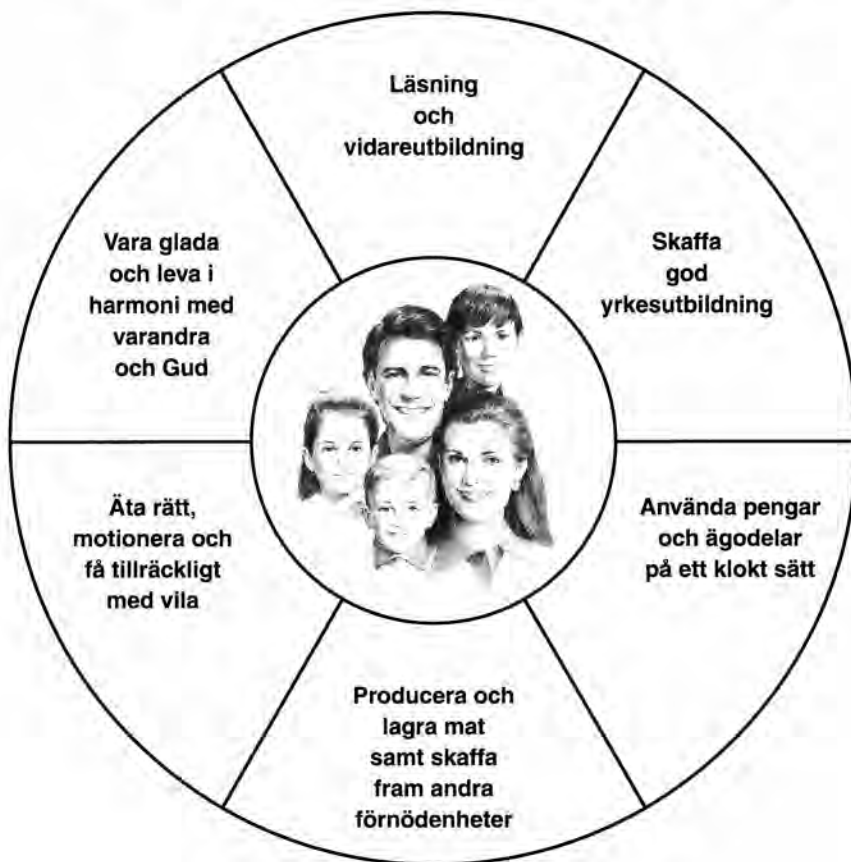 Läsning
och
vidareutbildning
Skaffa
god
yrkesutbildning
Använda pengar
och ägodelar
på ett klokt sätt
Producera och
lagra mat
samt skaffa
fram andra
förnödenheter
Äta rätt,
motionera och
få tillräckligt
med vila
Vara glada
och leva i
harmoni med
varandra
och Gud